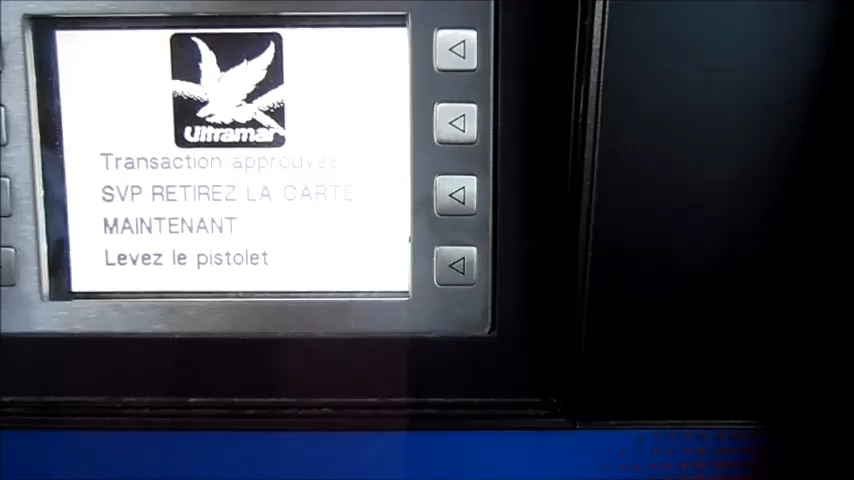 Ultramar
Transaction approuvée
SVP RETIREZ LA CARTE
MAINTENANT
Levez le pistolet